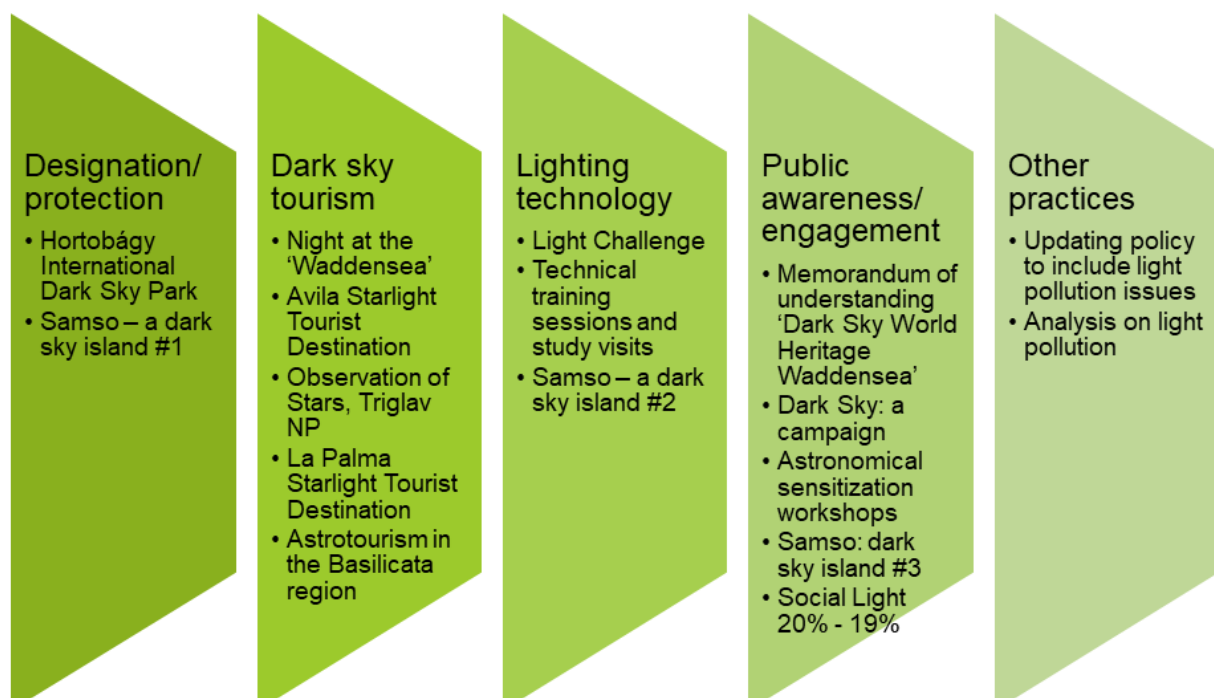 Designation/
protection
• Hortobágy
International
Dark Sky Park
• Samso – a dark
sky island #1
Dark sky
tourism
• Night at the
‘Waddensea’
• Avila Starlight
Tourist
Destination
• Observation of
Stars, Triglav
NP
• La Palma
Starlight Tourist
Destination
• Astrotourism in
the Basilicata
region
Lighting
technology
• Light Challenge
• Technical
training
sessions and
study visits
• Samso – a dark
sky island #2
Public
awareness/
engagement
• Memorandum of
understanding
‘Dark Sky World
Heritage
Waddensea’
• Dark Sky: a
campaign
• Astronomical
sensitization
workshops
• Samso: dark
sky island #3
• Social Light
20% - 19%
Other
practices
• Updating policy
to include light
pollution issues
• Analysis on light
pollution